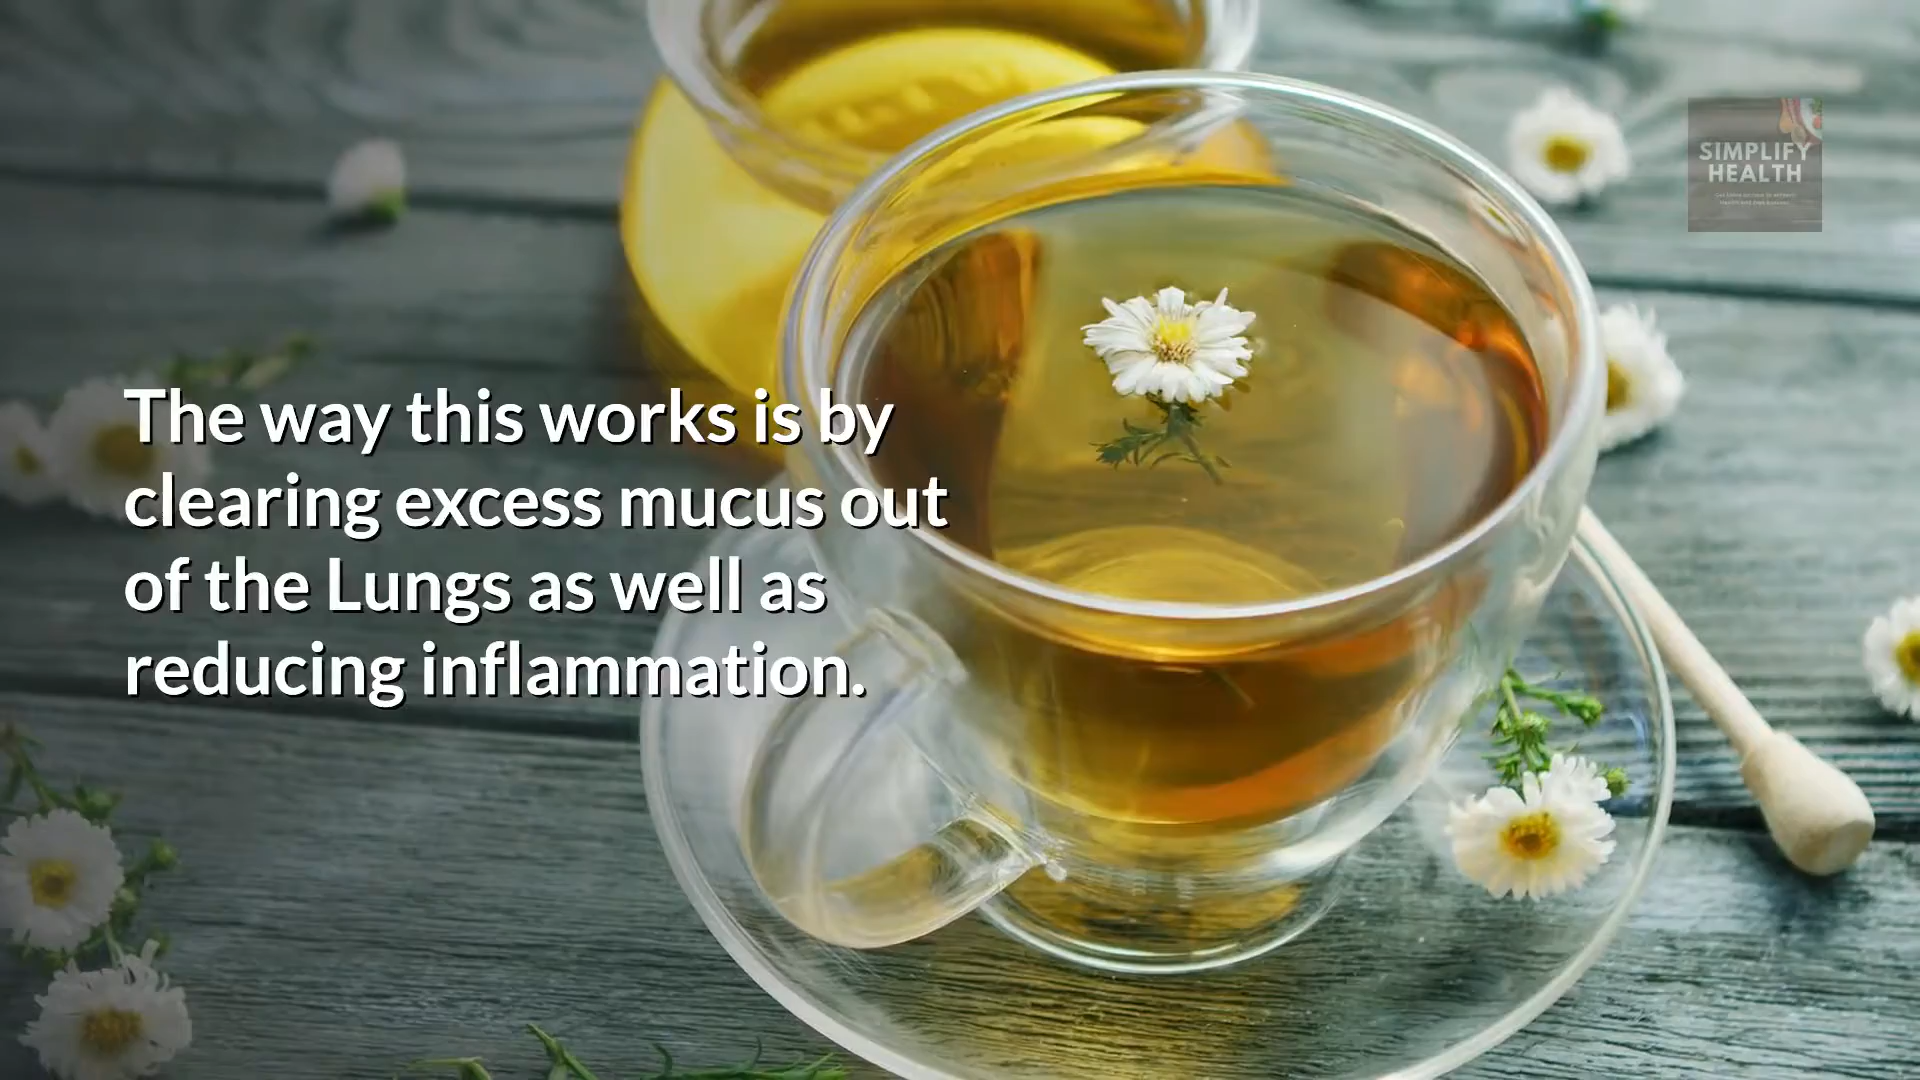 The way this works is by
clearing excess mucus out
of the Lungs as well as
reducing inflammation.
SIMPLIFY
HEALTH